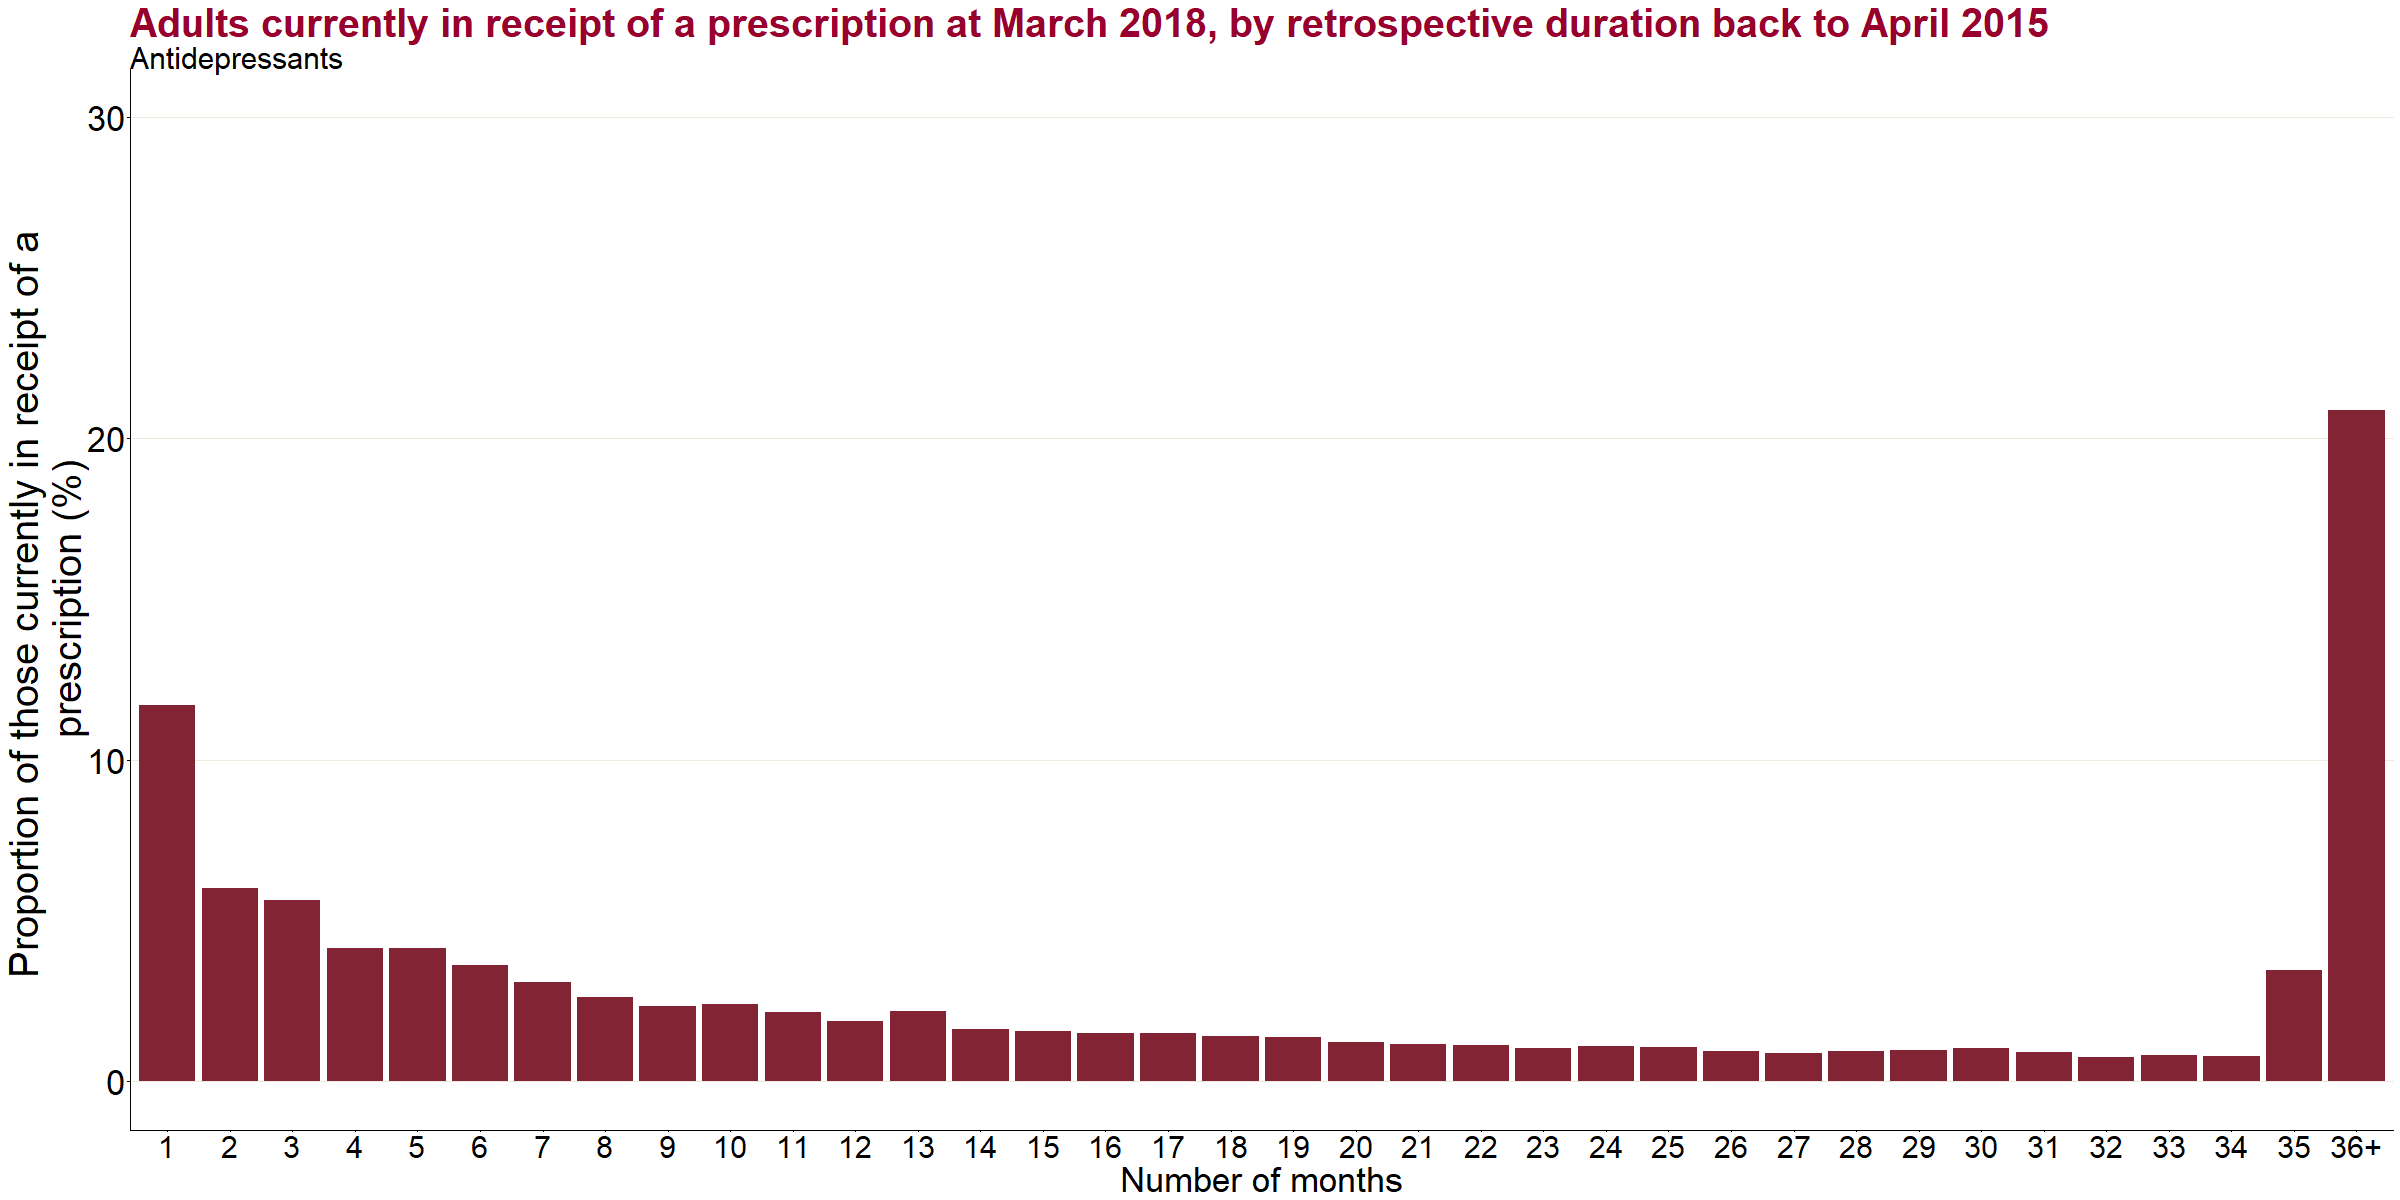 Adults currently in receipt of a prescription at March 2018, by retrospective duration back to April 2015
Antidepressants
Proportion of those currently in receipt of a
prescription (%)
30
20
10
0
1 2 3 4 5 6 7 8 9 10 11 12 13 14 15 16 17 18 19 20 21 22 23 24 25 26 27 28 29 30 31 32 33 34 35 36+
Number of months